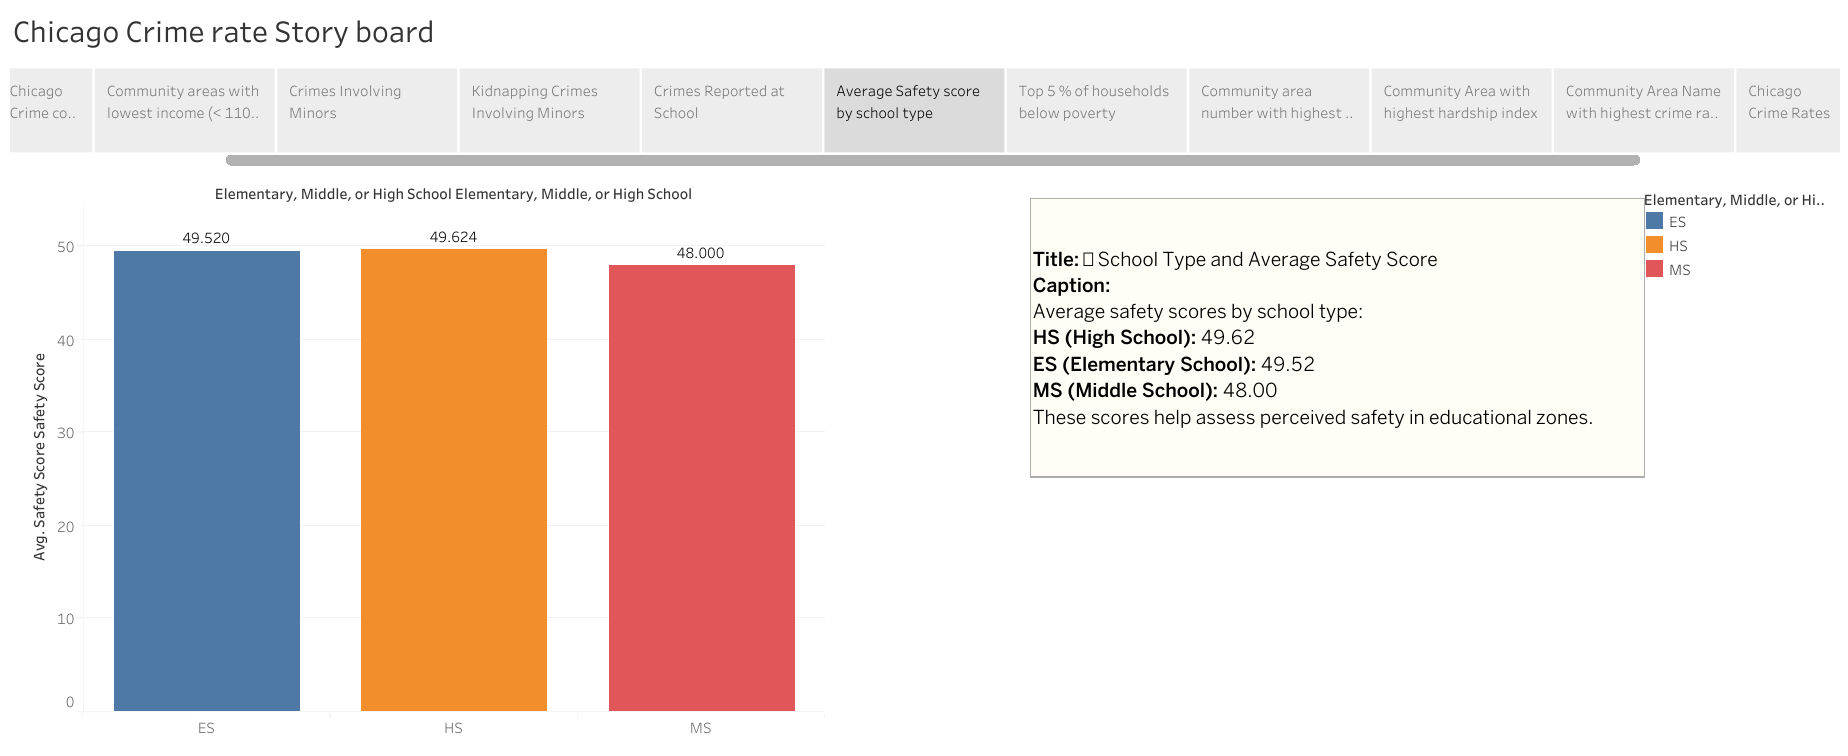 Chicago Crime rate Story board
Chicago
Crime co..
Community areas with
lowest income (< 110..
Crimes Involving
Minors
Kidnapping Crimes
Involving Minors
Crimes Reported at
School
Average Safety score
by school type
Top 5 % of households
below poverty
Community area
number with highest ..
Community Area with
highest hardship index
Community Area Name
with highest crime ra..
Chicago
Crime Rates
Elementary, Middle, or High School Elementary, Middle, or High School
Avg. Safety Score Safety Score
50
40
30
20
10
0
49.520
49.624
48.000
ES
HS
MS
Title: School Type and Average Safety Score
Caption:
Average safety scores by school type:
HS (High School): 49.62
ES (Elementary School): 49.52
MS (Middle School): 48.00
These scores help assess perceived safety in educational zones.
Elementary, Middle, or Hi..
ES
HS
MS